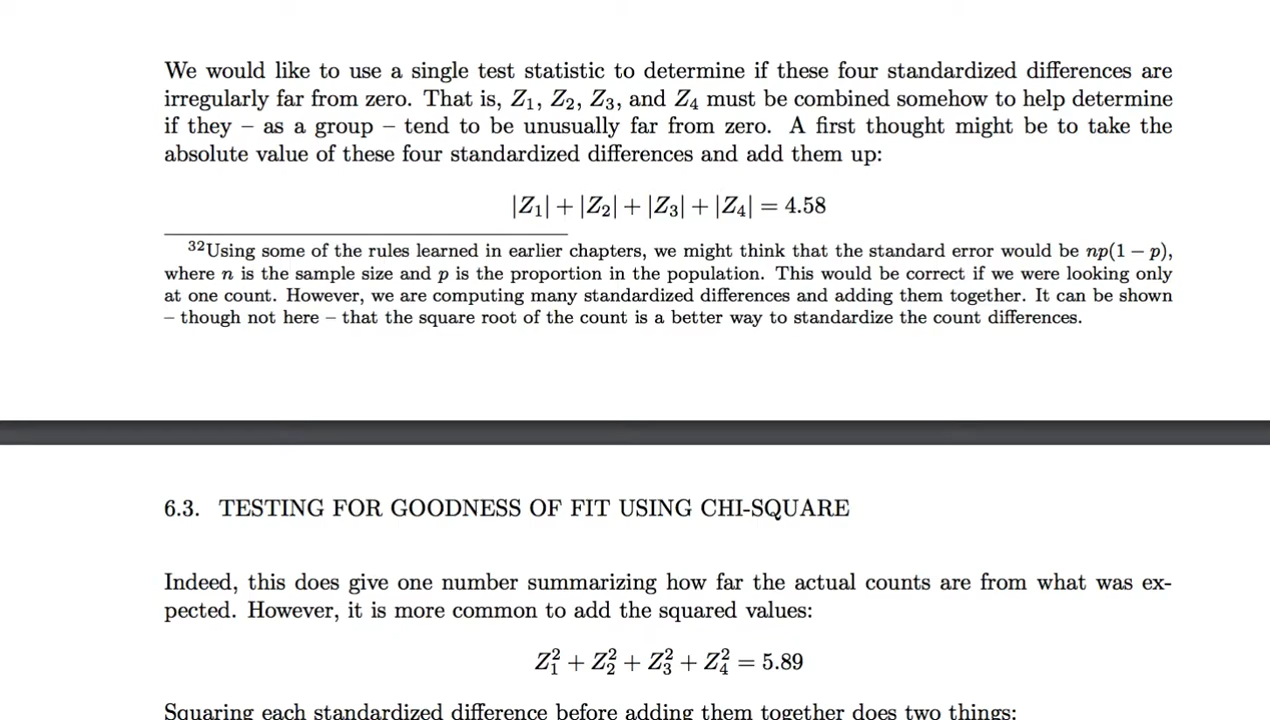 We would like to use a single test statistic to determine if these four standardized differences are
irregularly far from zero. That is, Z₁, Z₂, Z₃, and Z₄ must be combined somehow to help determine
if they – as a group – tend to be unusually far from zero. A first thought might be to take the
absolute value of these four standardized differences and add them up:
|Z₁| + |Z₂| + |Z₃| + |Z₄| = 4.58
³²Using some of the rules learned in earlier chapters, we might think that the standard error would be np(1 − p),
where n is the sample size and p is the proportion in the population. This would be correct if we were looking only
at one count. However, we are computing many standardized differences and adding them together. It can be shown
– though not here – that the square root of the count is a better way to standardize the count differences.
6.3. TESTING FOR GOODNESS OF FIT USING CHI-SQUARE
Indeed, this does give one number summarizing how far the actual counts are from what was ex-
pected. However, it is more common to add the squared values:
Z₁² + Z₂² + Z₃² + Z₄² = 5.89
Squaring each standardized difference before adding them together does two things: